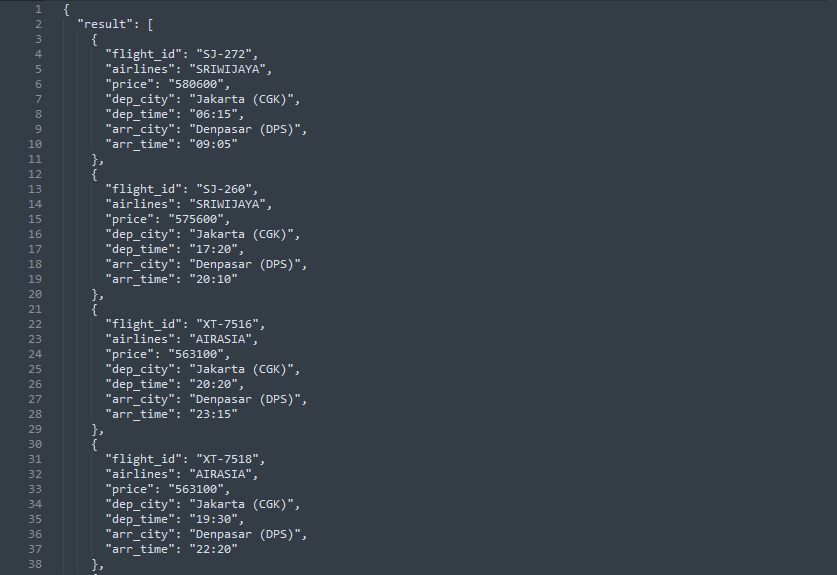 1 {
2   "result": [
3     {
4       "flight_id": "SJ-272",
5       "airlines": "SRIWIJAYA",
6       "price": "580600",
7       "dep_city": "Jakarta (CGK)",
8       "dep_time": "06:15",
9       "arr_city": "Denpasar (DPS)",
10       "arr_time": "09:05"
11     },
12     {
13       "flight_id": "SJ-260",
14       "airlines": "SRIWIJAYA",
15       "price": "575600",
16       "dep_city": "Jakarta (CGK)",
17       "dep_time": "17:20",
18       "arr_city": "Denpasar (DPS)",
19       "arr_time": "20:10"
20     },
21     {
22       "flight_id": "XT-7516",
23       "airlines": "AIRASIA",
24       "price": "563100",
25       "dep_city": "Jakarta (CGK)",
26       "dep_time": "20:20",
27       "arr_city": "Denpasar (DPS)",
28       "arr_time": "23:15"
29     },
30     {
31       "flight_id": "XT-7518",
32       "airlines": "AIRASIA",
33       "price": "563100",
34       "dep_city": "Jakarta (CGK)",
35       "dep_time": "19:30",
36       "arr_city": "Denpasar (DPS)",
37       "arr_time": "22:20"
38     },